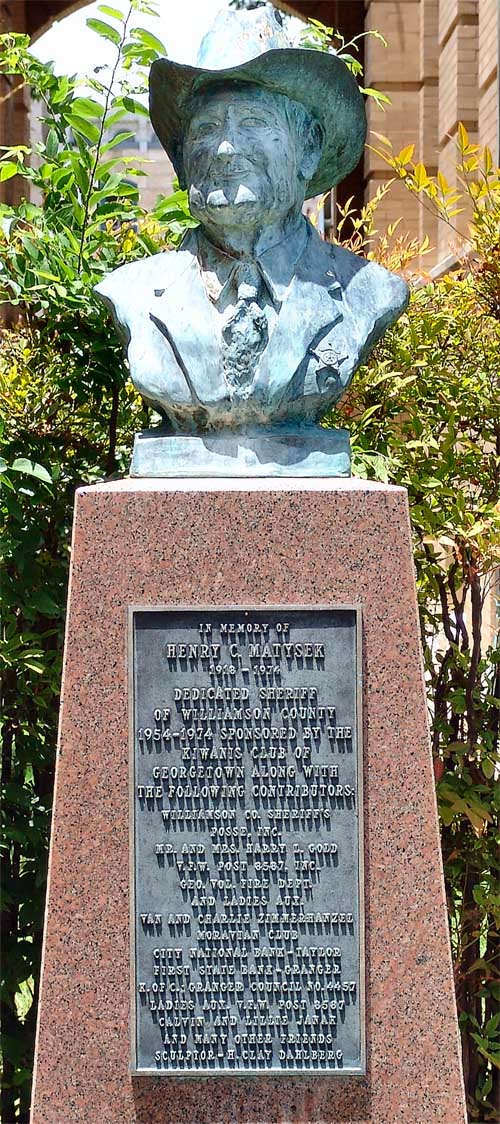 IN MEMORY OF
HENRY C. MATYSEK
1918 - 1974
DEDICATED SHERIFF
OF WILLIAMSON COUNTY
1954-1974 SPONSORED BY THE
KIWANIS CLUB OF
GEORGETOWN ALONG WITH
THE FOLLOWING CONTRIBUTORS:
WILLIAMSON CO. SHERIFF'S
POSSE, INC.
MR. AND MRS. HARRY L. GOLD
V.F.W. POST 8587, INC.
GEO. VOL. FIRE DEPT.
AND LADIES AUX.
VAN AND CHARLIE ZIMMERHANZEL
MORAVIAN CLUB
CITY NATIONAL BANK-TAYLOR
FIRST STATE BANK-GRANGER
K. OF C.; GRANGER COUNCIL NO. 4457
LADIES AUX. V.F.W. POST 8587
CALVIN AND LILLIE JANAK
AND MANY OTHER FRIENDS
SCULPTOR - H. CLAY DAHLBERG